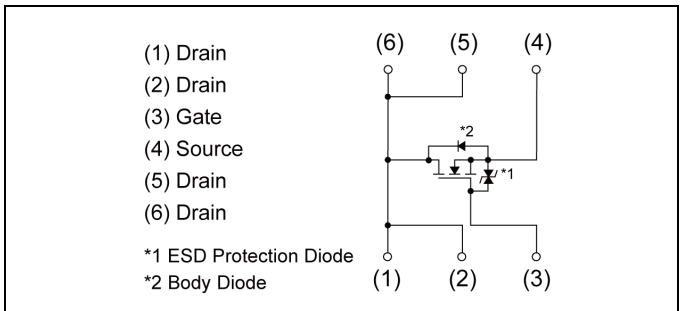 (1) Drain
(2) Drain
(3) Gate
(4) Source
(5) Drain
(6) Drain
*1 ESD Protection Diode
*2 Body Diode
(6) (5) (4)
*2
*1
(1) (2) (3)